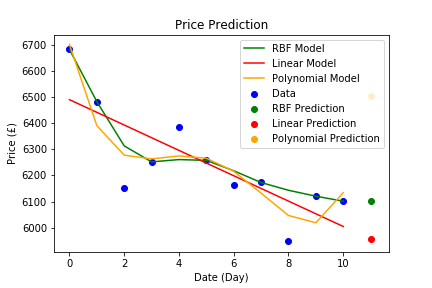 Price Prediction
6700
6600
6500
6400
6300
6200
6100
6000
Price (£)
RBF Model
Linear Model
Polynomial Model
Data
RBF Prediction
Linear Prediction
Polynomial Prediction
0
2
4
6
8
10
Date (Day)